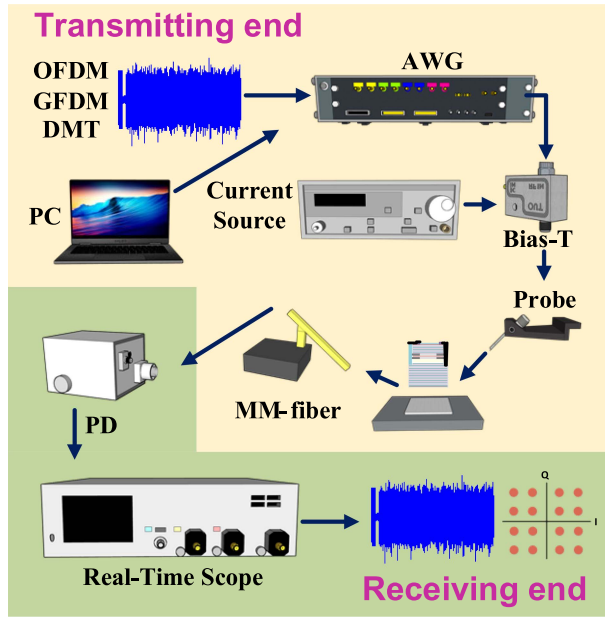 Transmitting end
OFDM
GFDM
DMT
AWG
PC
Current
Source
Bias-T
Probe
MM-fiber
PD
Real-Time Scope
Q
I
Receiving end